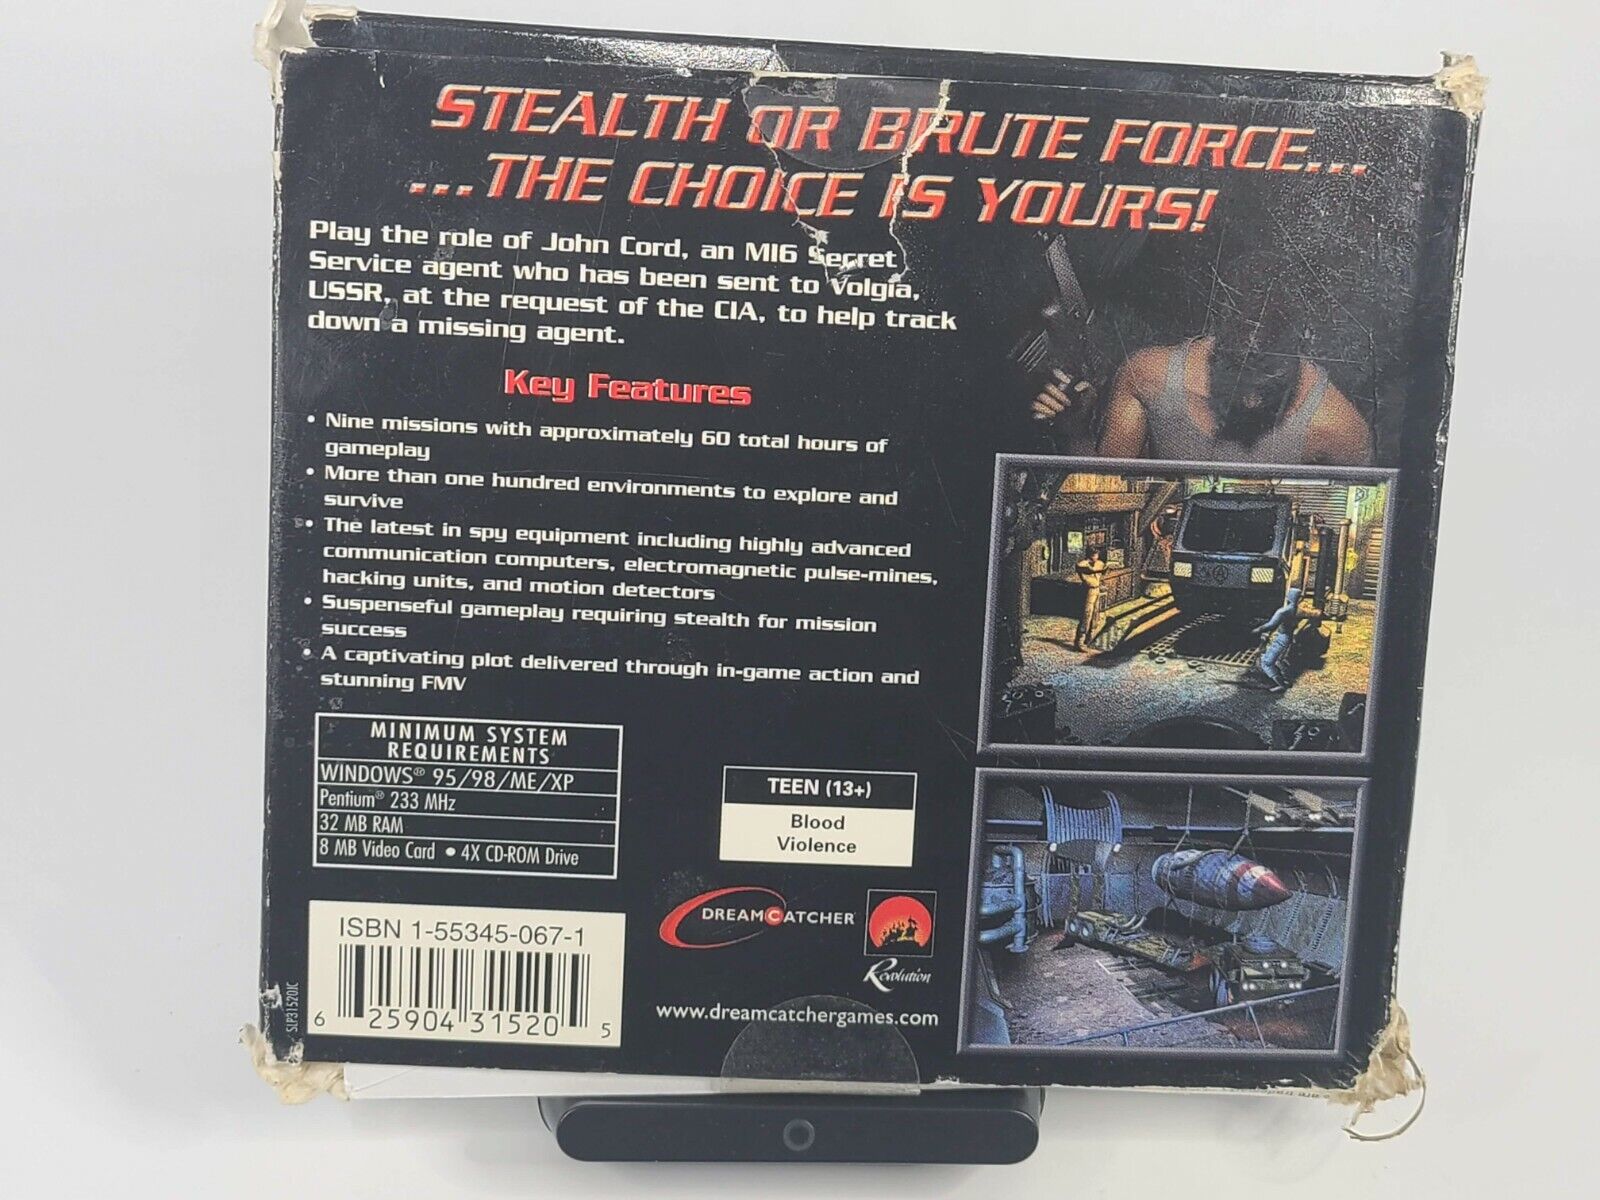 STEALTH OR BRUTE FORCE...
...THE CHOICE IS YOURS!
Play the role of John Cord, an MI6 Secret
Service agent who has been sent to Volgia,
USSR, at the request of the CIA, to help track
down a missing agent.
Key Features
• Nine missions with approximately 60 total hours of
gameplay
• More than one hundred environments to explore and
survive
• The latest in spy equipment including highly advanced
communication computers, electromagnetic pulse-mines,
hacking units, and motion detectors
• Suspenseful gameplay requiring stealth for mission
success
• A captivating plot delivered through in-game action and
stunning FMV
MINIMUM SYSTEM
REQUIREMENTS
WINDOWS® 95/98/ME/XP
Pentium® 233 MHz
32 MB RAM
8 MB Video Card • 4X CD-ROM Drive
TEEN (13+)
Blood
Violence
ISBN 1-55345-067-1
6 25904 31520 5
SLP31520JC
DREAMCATCHER
Revolution
www.dreamcatchergames.com